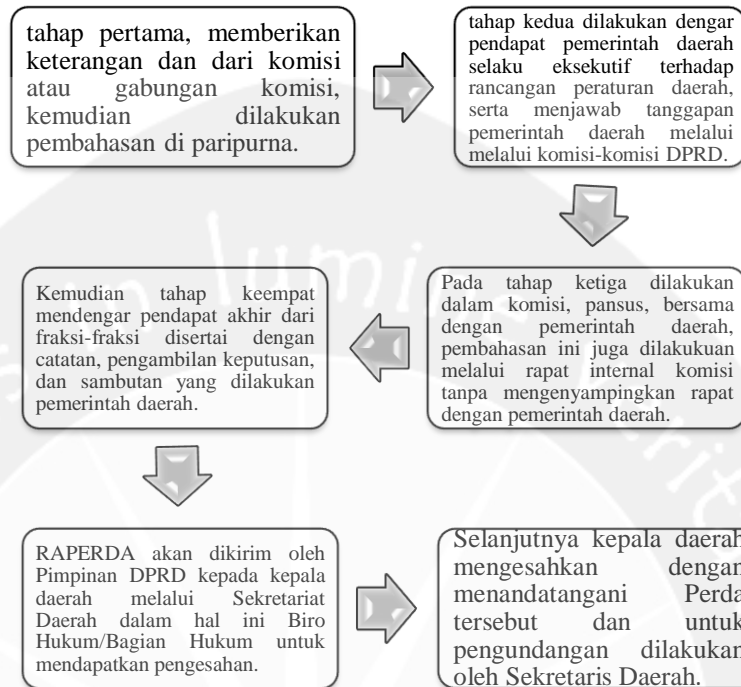 tahap pertama, memberikan
keterangan dan dari komisi
atau gabungan komisi,
kemudian dilakukan
pembahasan di paripurna.
tahap kedua dilakukan dengar
pendapat pemerintah daerah
selaku eksekutif terhadap
rancangan peraturan daerah,
serta menjawab tanggapan
pemerintah daerah melalui
melalui komisi-komisi DPRD.
Pada tahap ketiga dilakukan
dalam komisi, pansus, bersama
dengan pemerintah daerah,
pembahasan ini juga dilakukuan
melalui rapat internal komisi
tanpa mengenyampingkan rapat
dengan pemerintah daerah.
Kemudian tahap keempat
mendengar pendapat akhir dari
fraksi-fraksi disertai dengan
catatan, pengambilan keputusan,
dan sambutan yang dilakukan
pemerintah daerah.
RAPERDA akan dikirim oleh
Pimpinan DPRD kepada kepala
daerah melalui Sekretariat
Daerah dalam hal ini Biro
Hukum/Bagian Hukum untuk
mendapatkan pengesahan.
Selanjutnya kepala daerah
mengesahkan dengan
menandatangani Perda
tersebut dan untuk
pengundangan dilakukan
oleh Sekretaris Daerah.
in lumine verit